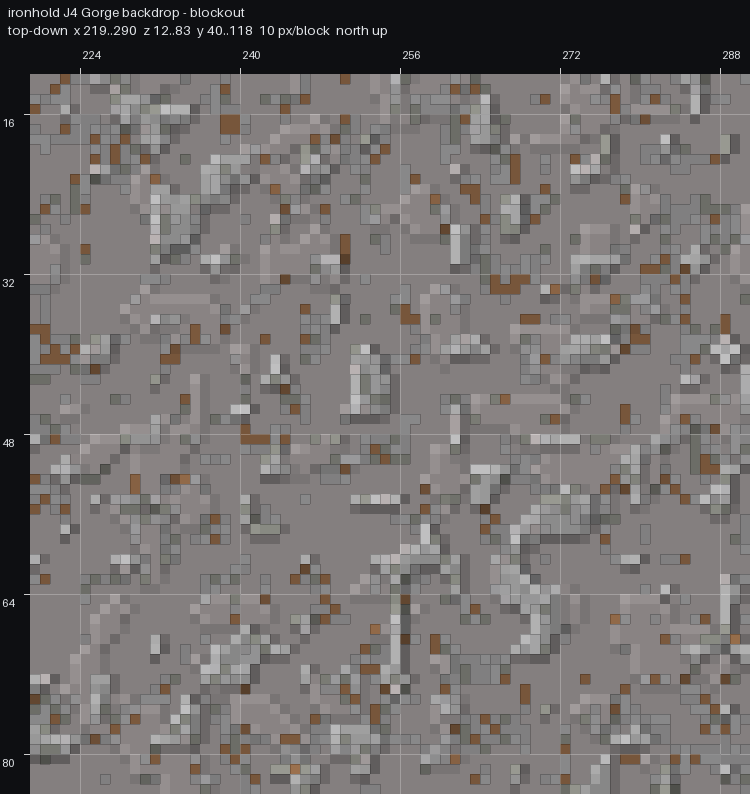 ironhold J4 Gorge backdrop - blockout
top-down x 219..290 z 12..83 y 40..118 10 px/block north up
224 240 256 272 288
16
32
48
64
80